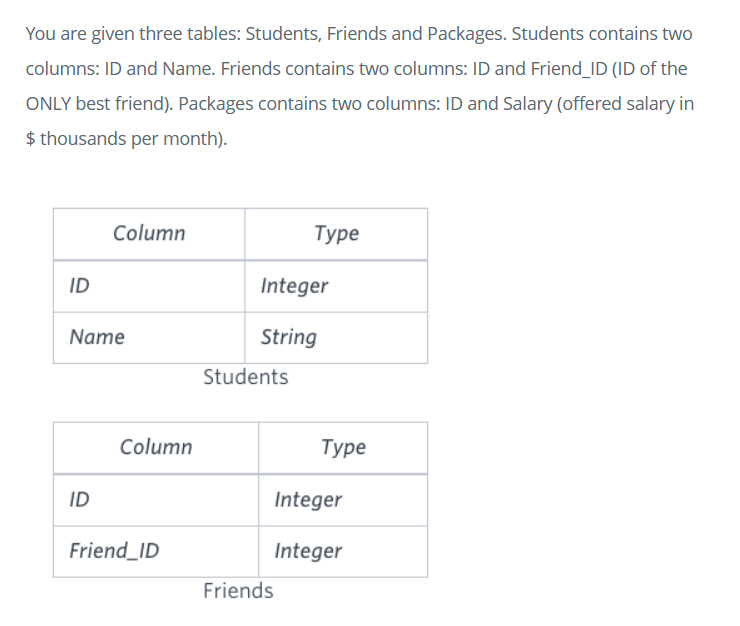 You are given three tables: Students, Friends and Packages. Students contains two
columns: ID and Name. Friends contains two columns: ID and Friend_ID (ID of the
ONLY best friend). Packages contains two columns: ID and Salary (offered salary in
$ thousands per month).
Column Type
ID Integer
Name String
Students
Column Type
ID Integer
Friend_ID Integer
Friends